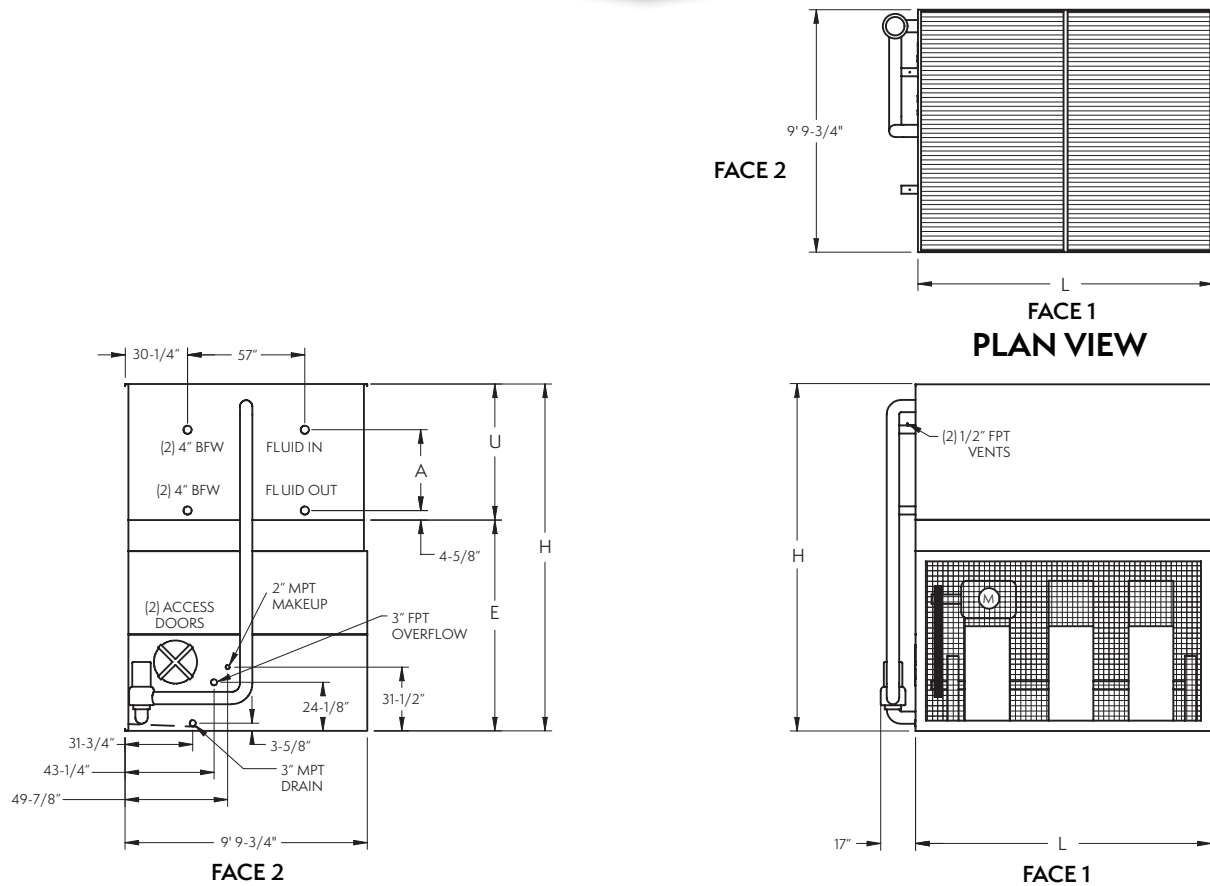 9' 9-3/4"
FACE 2
L
FACE 1
PLAN VIEW
30-1/4”
57”
(2) 4” BFW
FLUID IN
A
U
(2) 4” BFW
FLUID OUT
4-5/8”
H
2” MPT
MAKEUP
(2) ACCESS
DOORS
3” FPT
OVERFLOW
E
31-1/2”
24-1/8”
31-3/4”
3-5/8”
43-1/4”
3” MPT
DRAIN
49-7/8”
9' 9-3/4"
FACE 2
(2) 1/2” FPT
VENTS
H
M
17”
L
FACE 1